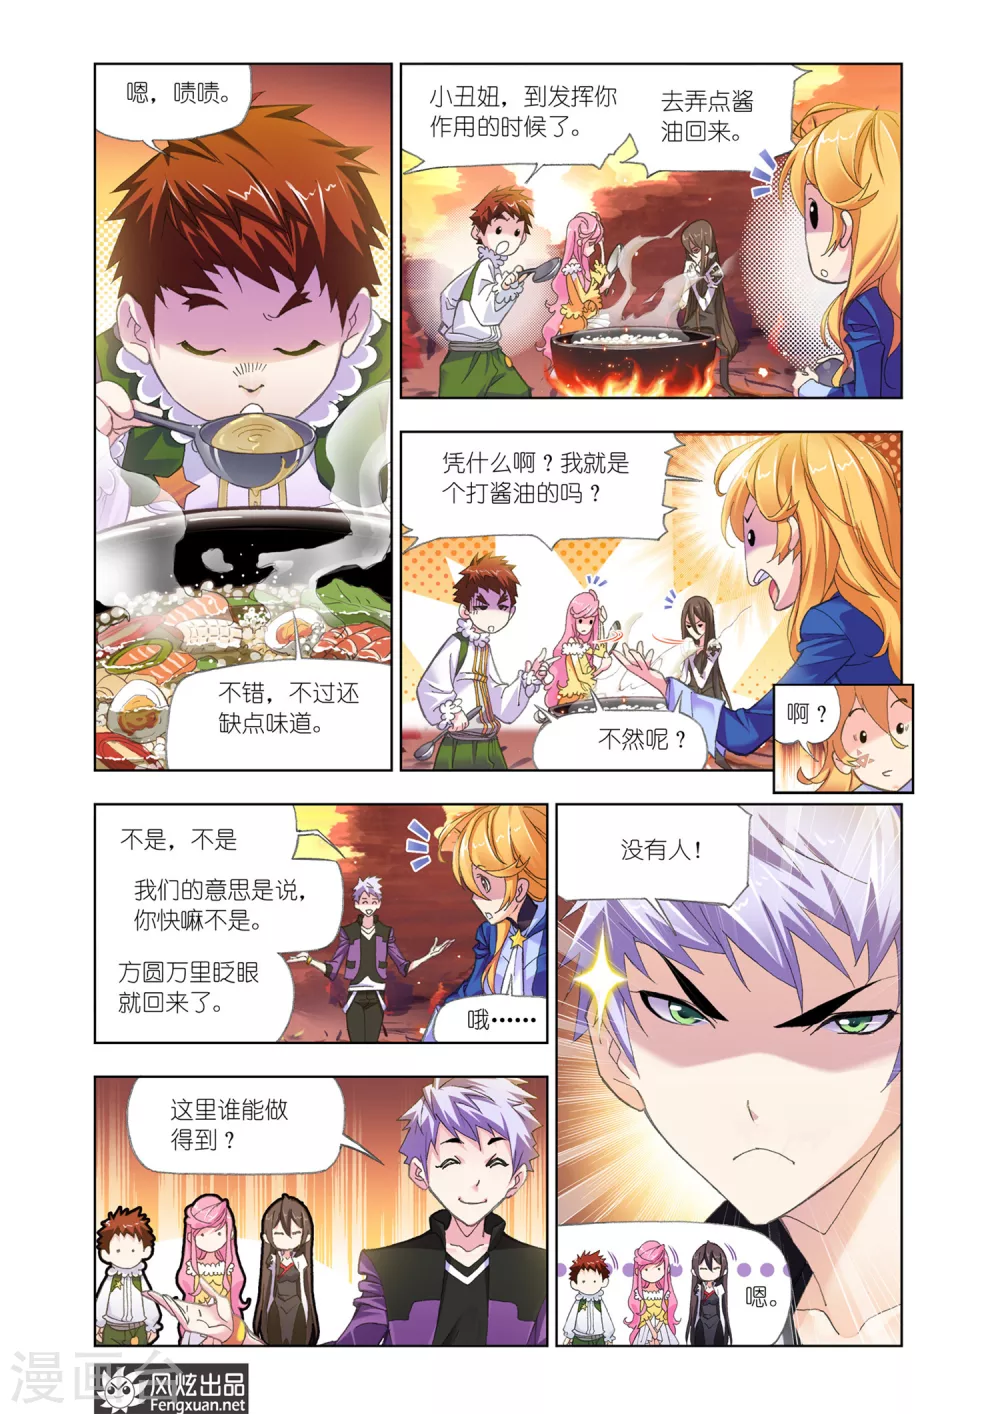 嗯，啧啧。
不错，不过还
缺点味道。
小丑妞，到发挥你
作用的时候了。
去弄点酱
油回来。
凭什么啊？我就是
个打酱油的吗？
不然呢？
啊？
不是，不是
我们的意思是说，
你快嘛不是。
方圆万里眨眼
就回来了。
哦……
这里谁能做
得到？
没有人！
嗯。
漫画台
风炫出品
Fengxuan.net